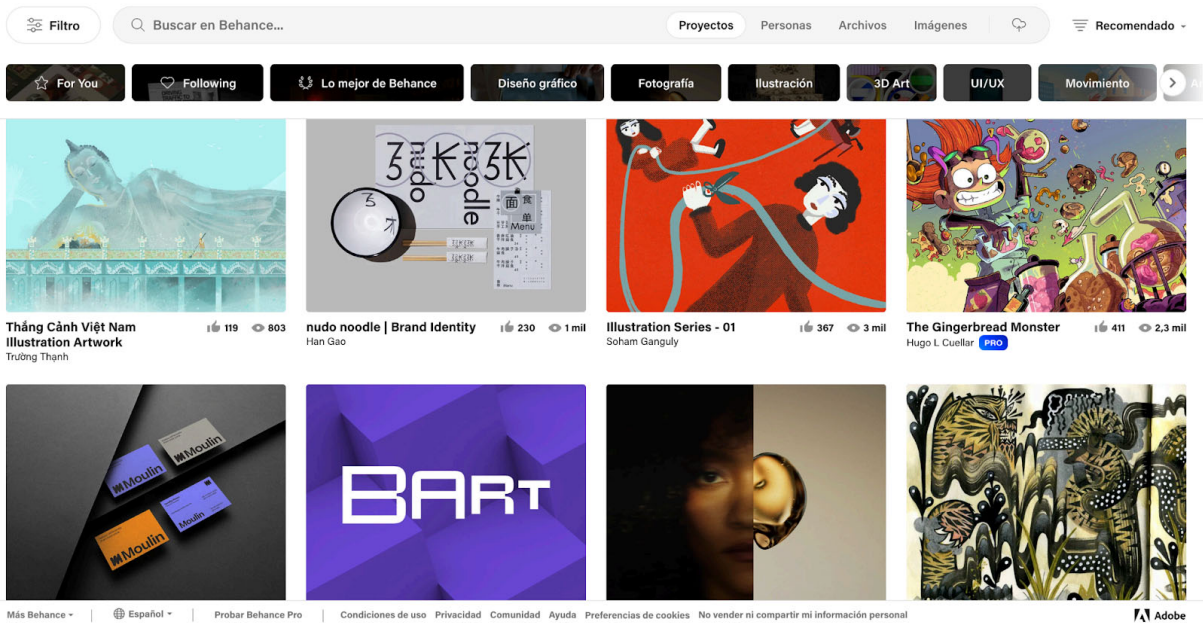 Filtro
Buscar en Behance...
Proyectos
Personas
Archivos
Imágenes
Recomendado
For You
Following
Lo mejor de Behance
Diseño gráfico
Fotografía
Ilustración
3D Art
UI/UX
Movimiento
nudo
noodle
面
食
单
Menu
Thắng Cảnh Việt Nam
Illustration Artwork
119
803
Trường Thạnh
nudo noodle | Brand Identity
230
1 mil
Han Gao
Illustration Series - 01
367
3 mil
Soham Ganguly
The Gingerbread Monster
411
2,3 mil
Hugo L Cuellar PRO
Moulin
Moulin
Moulin
Moulin
BART
Más Behance
Español
Probar Behance Pro
Condiciones de uso
Privacidad
Comunidad
Ayuda
Preferencias de cookies
No vender ni compartir mi información personal
Adobe